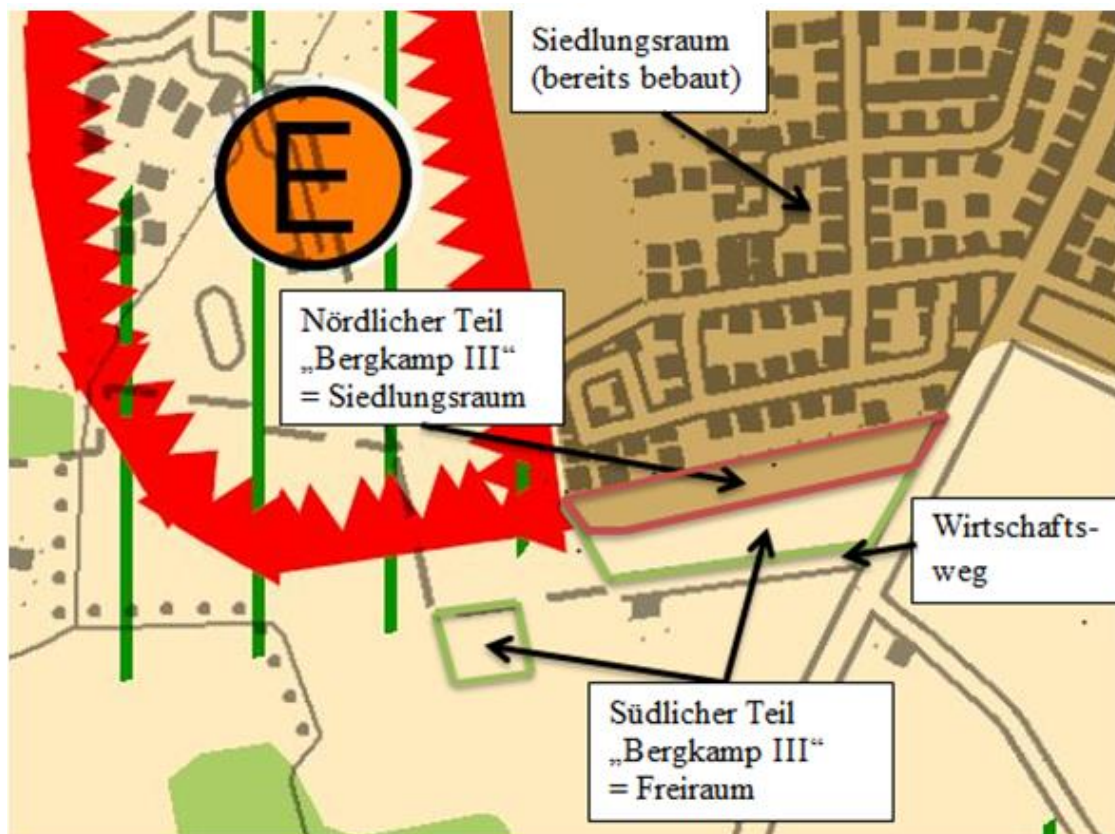 Siedlungsraum
(bereits bebaut)
E
Nördlicher Teil
„Bergkamp III“
= Siedlungsraum
Wirtschafts-
weg
Südlicher Teil
„Bergkamp III“
= Freiraum